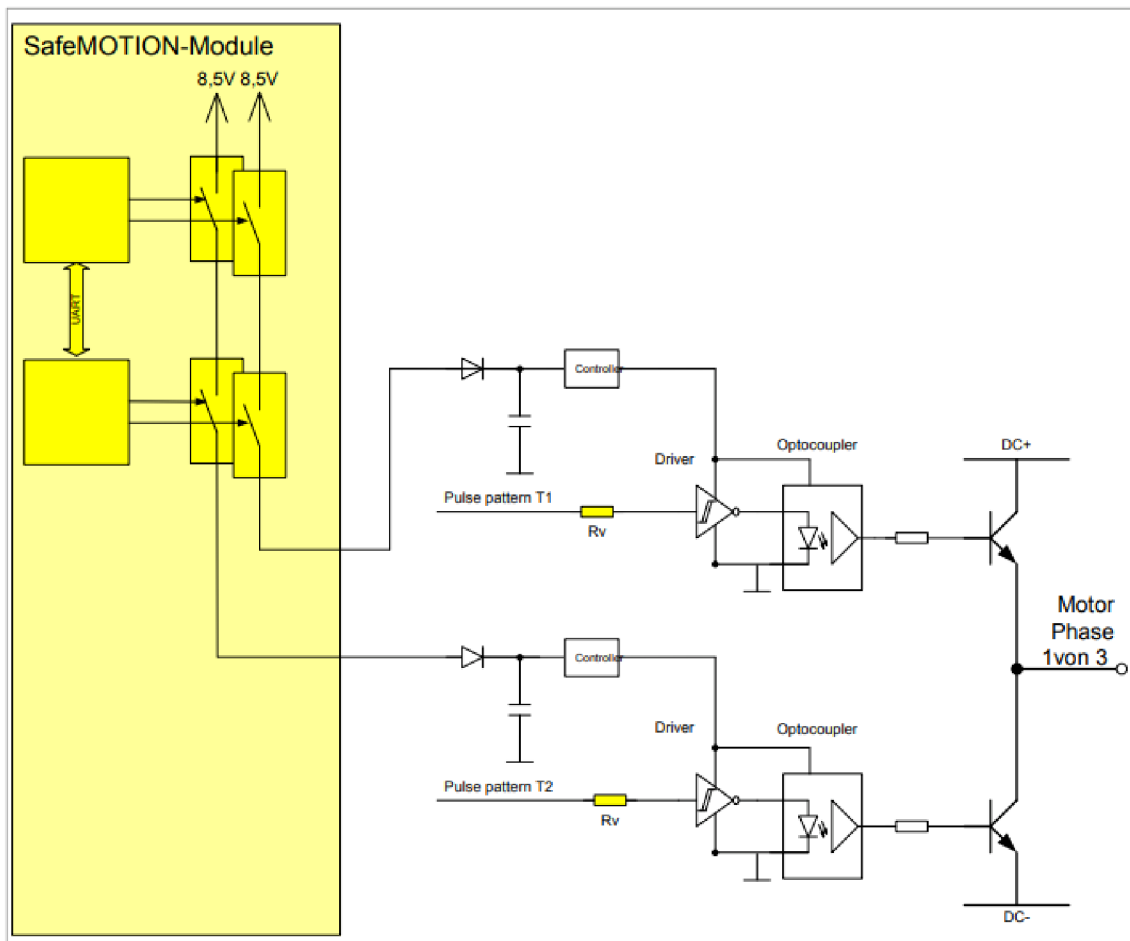 SafeMOTION-Module
8,5V 8,5V
UART
Controller
Driver
Optocoupler
DC+
Pulse pattern T1
Rv
Motor
Phase
1von 3
Controller
Driver
Optocoupler
Pulse pattern T2
Rv
DC-